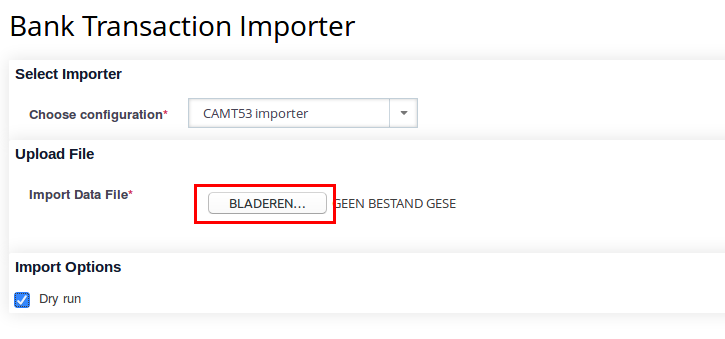 Bank Transaction Importer
Select Importer
Choose configuration* CAMT53 importer
Upload File
Import Data File* BLADEREN... GEEN BESTAND GESE
Import Options
Dry run